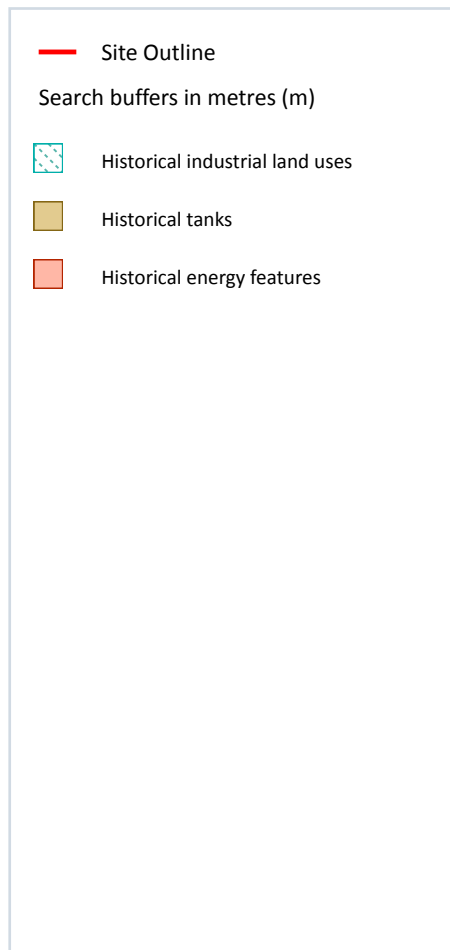 Site Outline
Search buffers in metres (m)
Historical industrial land uses
Historical tanks
Historical energy features